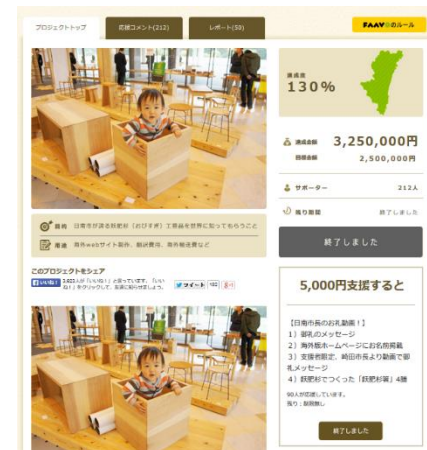 プロジェクトトップ
応援コメント(212)
レポート(50)
FAAVOのルール
達成度
130%
達成金額 3,250,000円
目標金額 2,500,000円
サポーター 212人
残り期間 終了しました
終了しました
目的 日南市が誇る飫肥杉（おびすぎ）工芸品を世界に知ってもらうこと
用途 海外webサイト制作、翻訳費用、海外輸送費など
このプロジェクトをシェア
いいね！
ツイート
5,000円支援すると
【日南市長のお礼動画！】
1）御礼のメッセージ
2）海外版ホームページにお名前掲載
3）支援者限定、崎田市長より動画で御
礼メッセージ
4）飫肥杉でつくった「飫肥杉箸」4膳
90人が応援しています。
残り：制限無し
終了しました